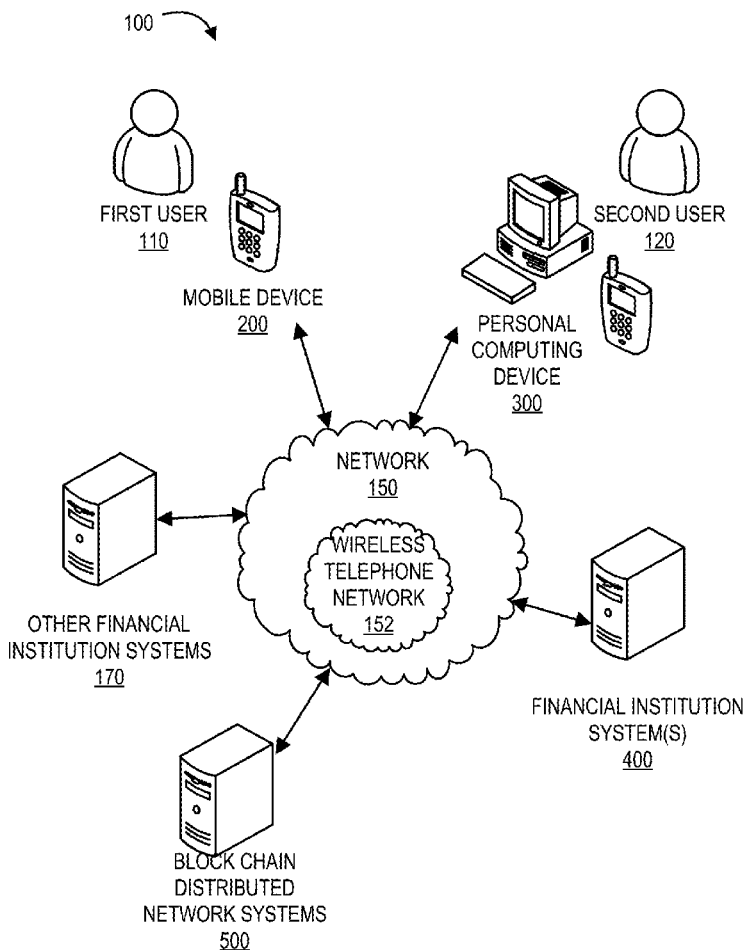 100
FIRST USER
110
MOBILE DEVICE
200
SECOND USER
120
PERSONAL
COMPUTING
DEVICE
300
NETWORK
150
WIRELESS
TELEPHONE
NETWORK
152
OTHER FINANCIAL
INSTITUTION SYSTEMS
170
FINANCIAL INSTITUTION
SYSTEM(S)
400
BLOCK CHAIN
DISTRIBUTED
NETWORK SYSTEMS
500